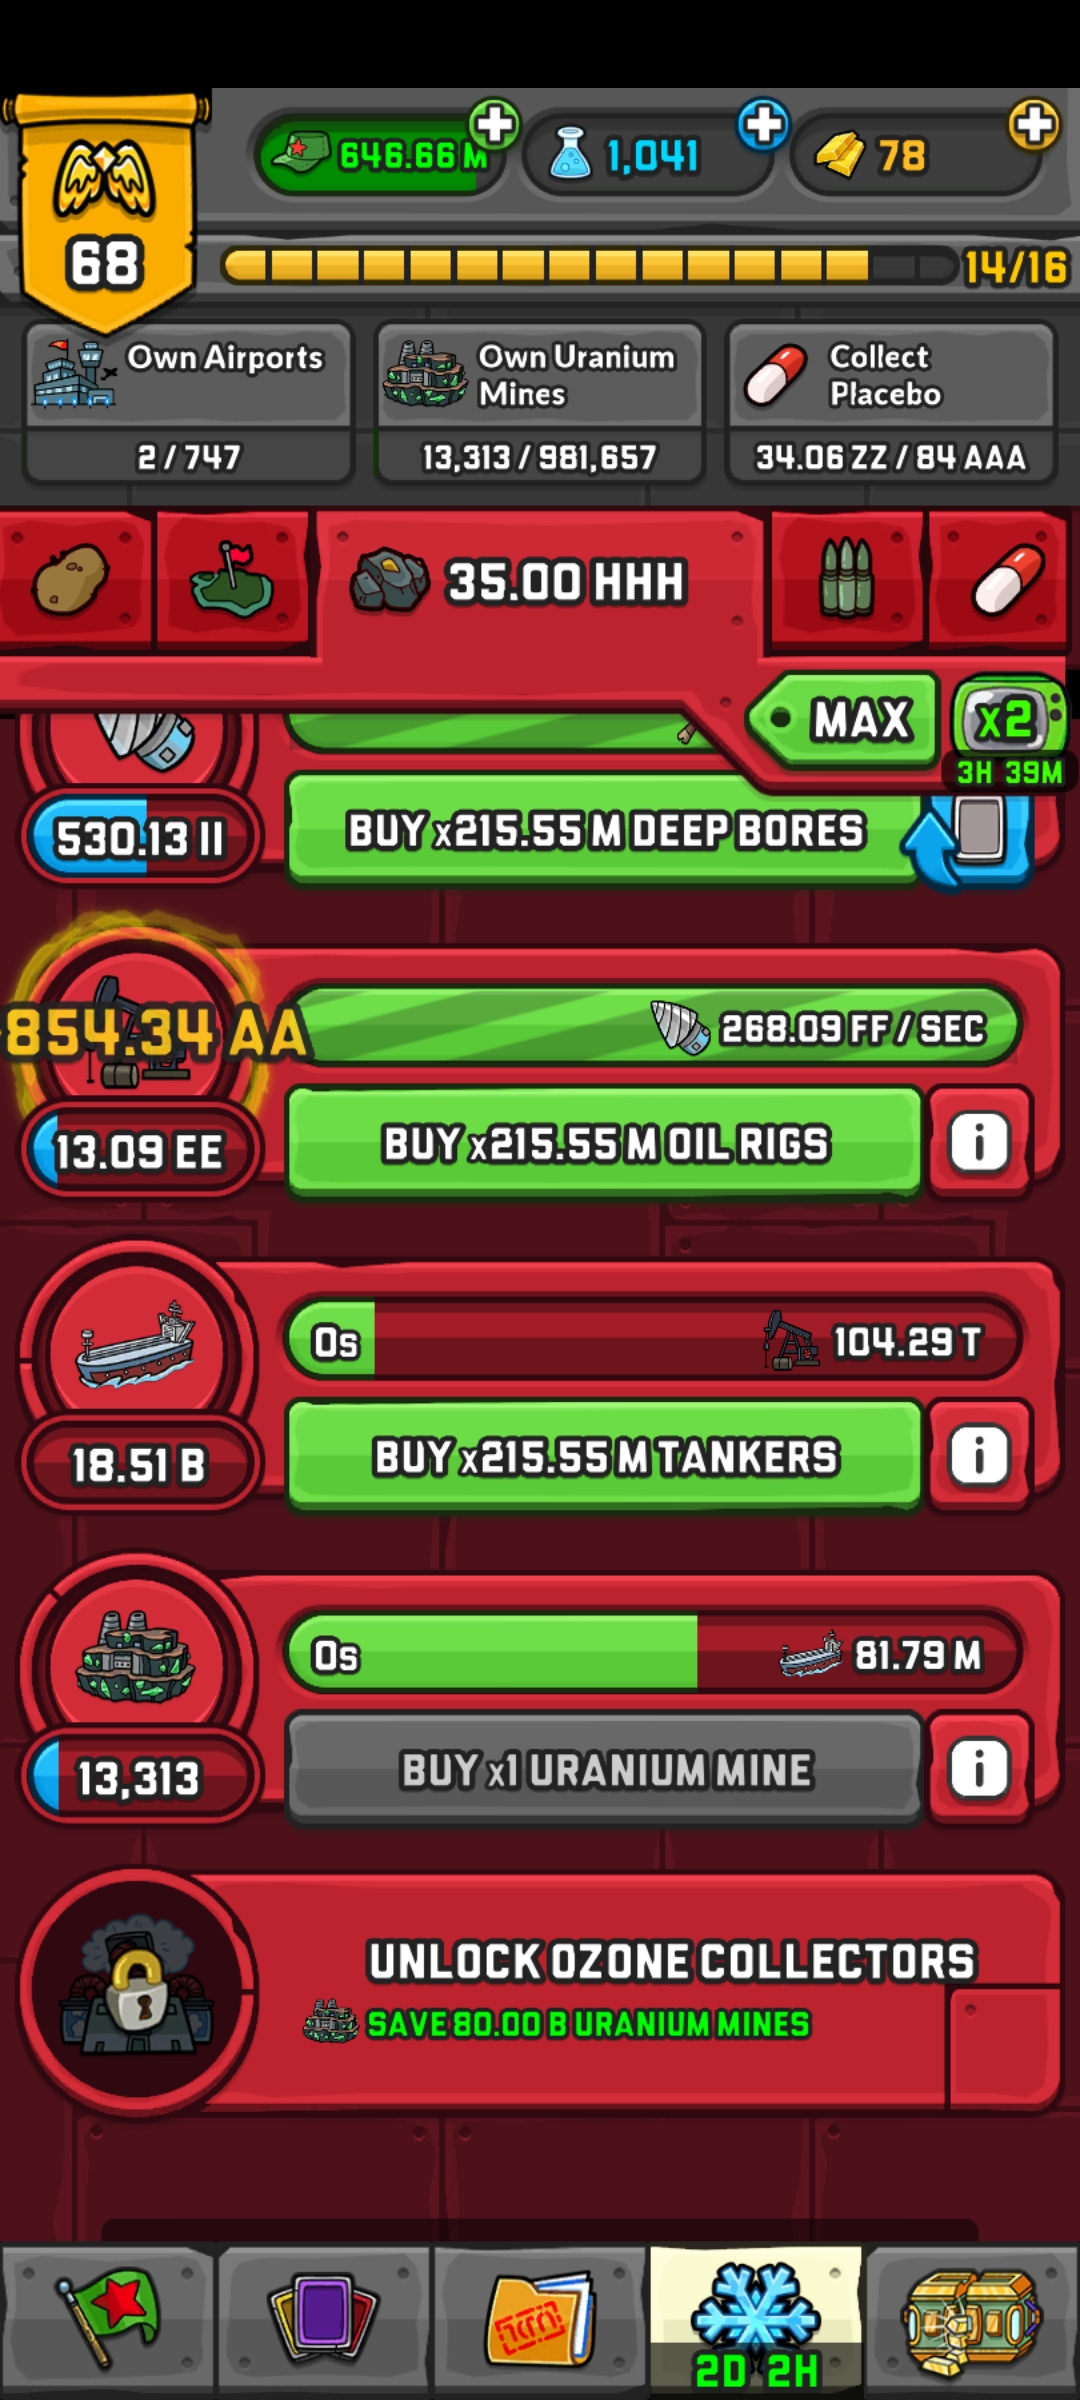 646.66 M
1,041
78
68
14/16
Own Airports
2 / 747
Own Uranium
Mines
13,313 / 981,657
Collect
Placebo
34.06 ZZ / 84 AAA
35.00 HHH
MAX
x2
3H 39M
530.13 II
BUY x215.55 M DEEP BORES
854.34 AA
268.09 FF / SEC
13.09 EE
BUY x215.55 M OIL RIGS
0s
104.29 T
18.51 B
BUY x215.55 M TANKERS
0s
81.79 M
13,313
BUY x1 URANIUM MINE
UNLOCK OZONE COLLECTORS
SAVE 80.00 B URANIUM MINES
2D 2H